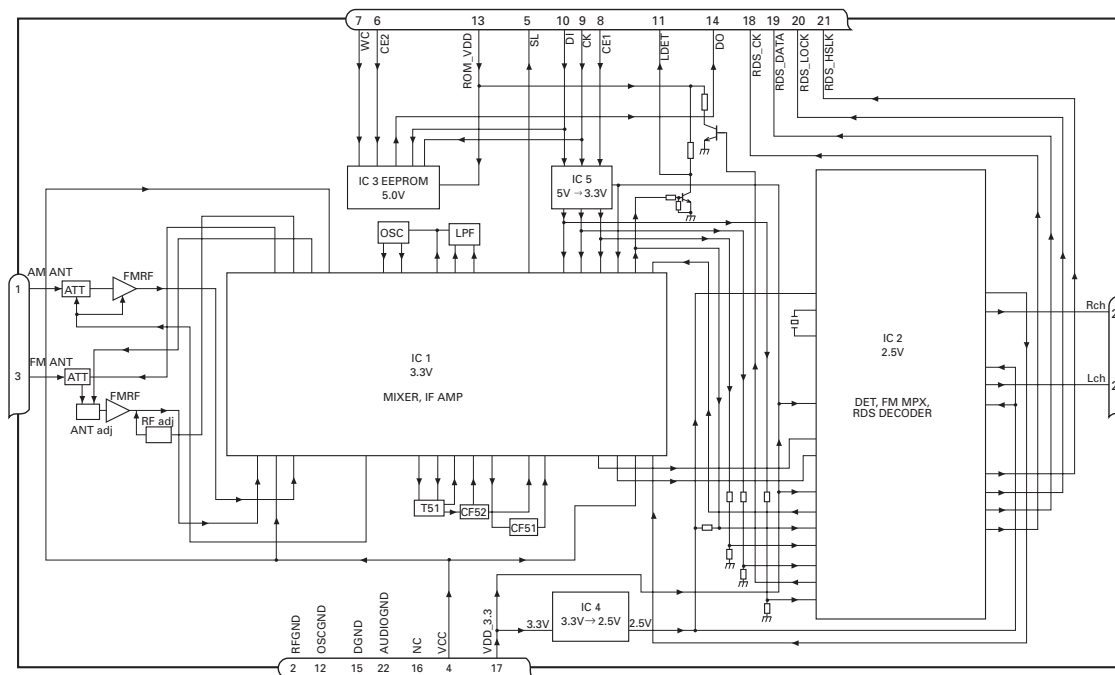 7 6 13 5 10 9 8 11 14 18 19 20 21
WC
CE2
ROM_VDD
SL
DI
CK
CE1
LDET
DO
RDS_CK
RDS_DATA
RDS_LOCK
RDS_HSLK
IC 3 EEPROM
5.0V
IC 5
5V → 3.3V
OSC
LPF
AM ANT
1
ATT
FMRF
FM ANT
3
ATT
FMRF
ANT adj
RF adj
IC 1
3.3V
MIXER, IF AMP
IC 2
2.5V
DET, FM MPX,
RDS DECODER
Rch
2
Lch
2
T51
CF52
CF51
IC 4
3.3V → 2.5V
3.3V
2.5V
RFGND
OSCGND
DGND
AUDIOGND
NC
VCC
VDD_3.3
2 12 15 22 16 4 17